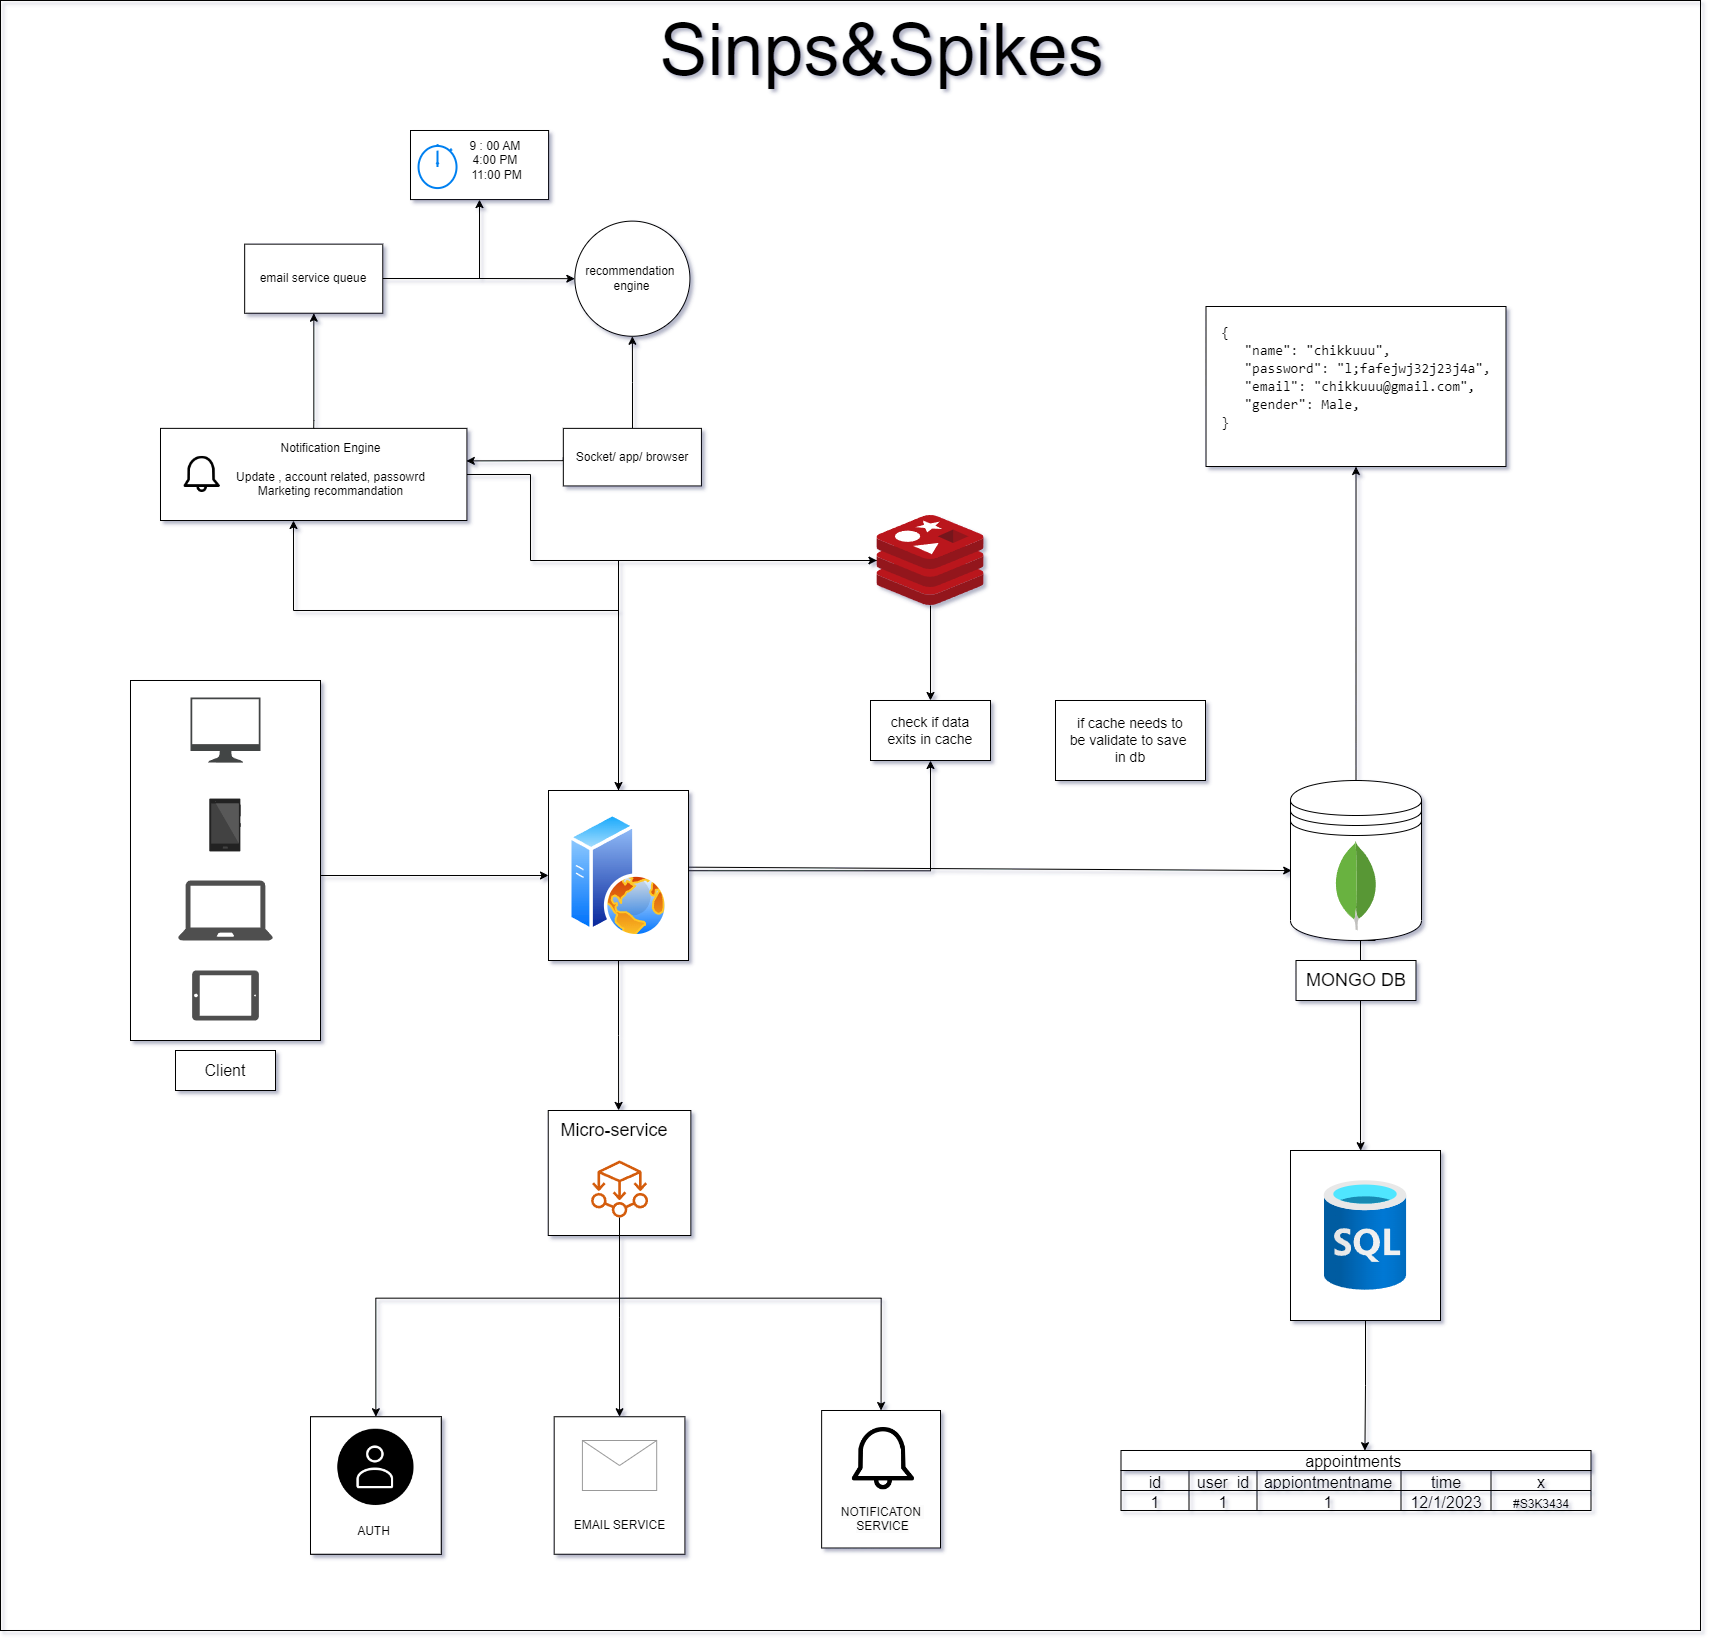 Sinps&Spikes
9 : 00 AM
4:00 PM
11:00 PM
email service queue
recommendation
engine
{
"name": "chikkuuu",
"password": "l;fafejwj32j23j4a",
"email": "chikkuuu@gmail.com",
"gender": Male,
}
Notification Engine
Update , account related, passowrd
Marketing recommandation
Socket/ app/ browser
check if data
exits in cache
if cache needs to
be validate to save
in db
MONGO DB
Client
Micro-service
SQL
AUTH
EMAIL SERVICE
NOTIFICATON
SERVICE
appointments
id user_id appiontmentname time x
1 1 1 12/1/2023 #S3K3434